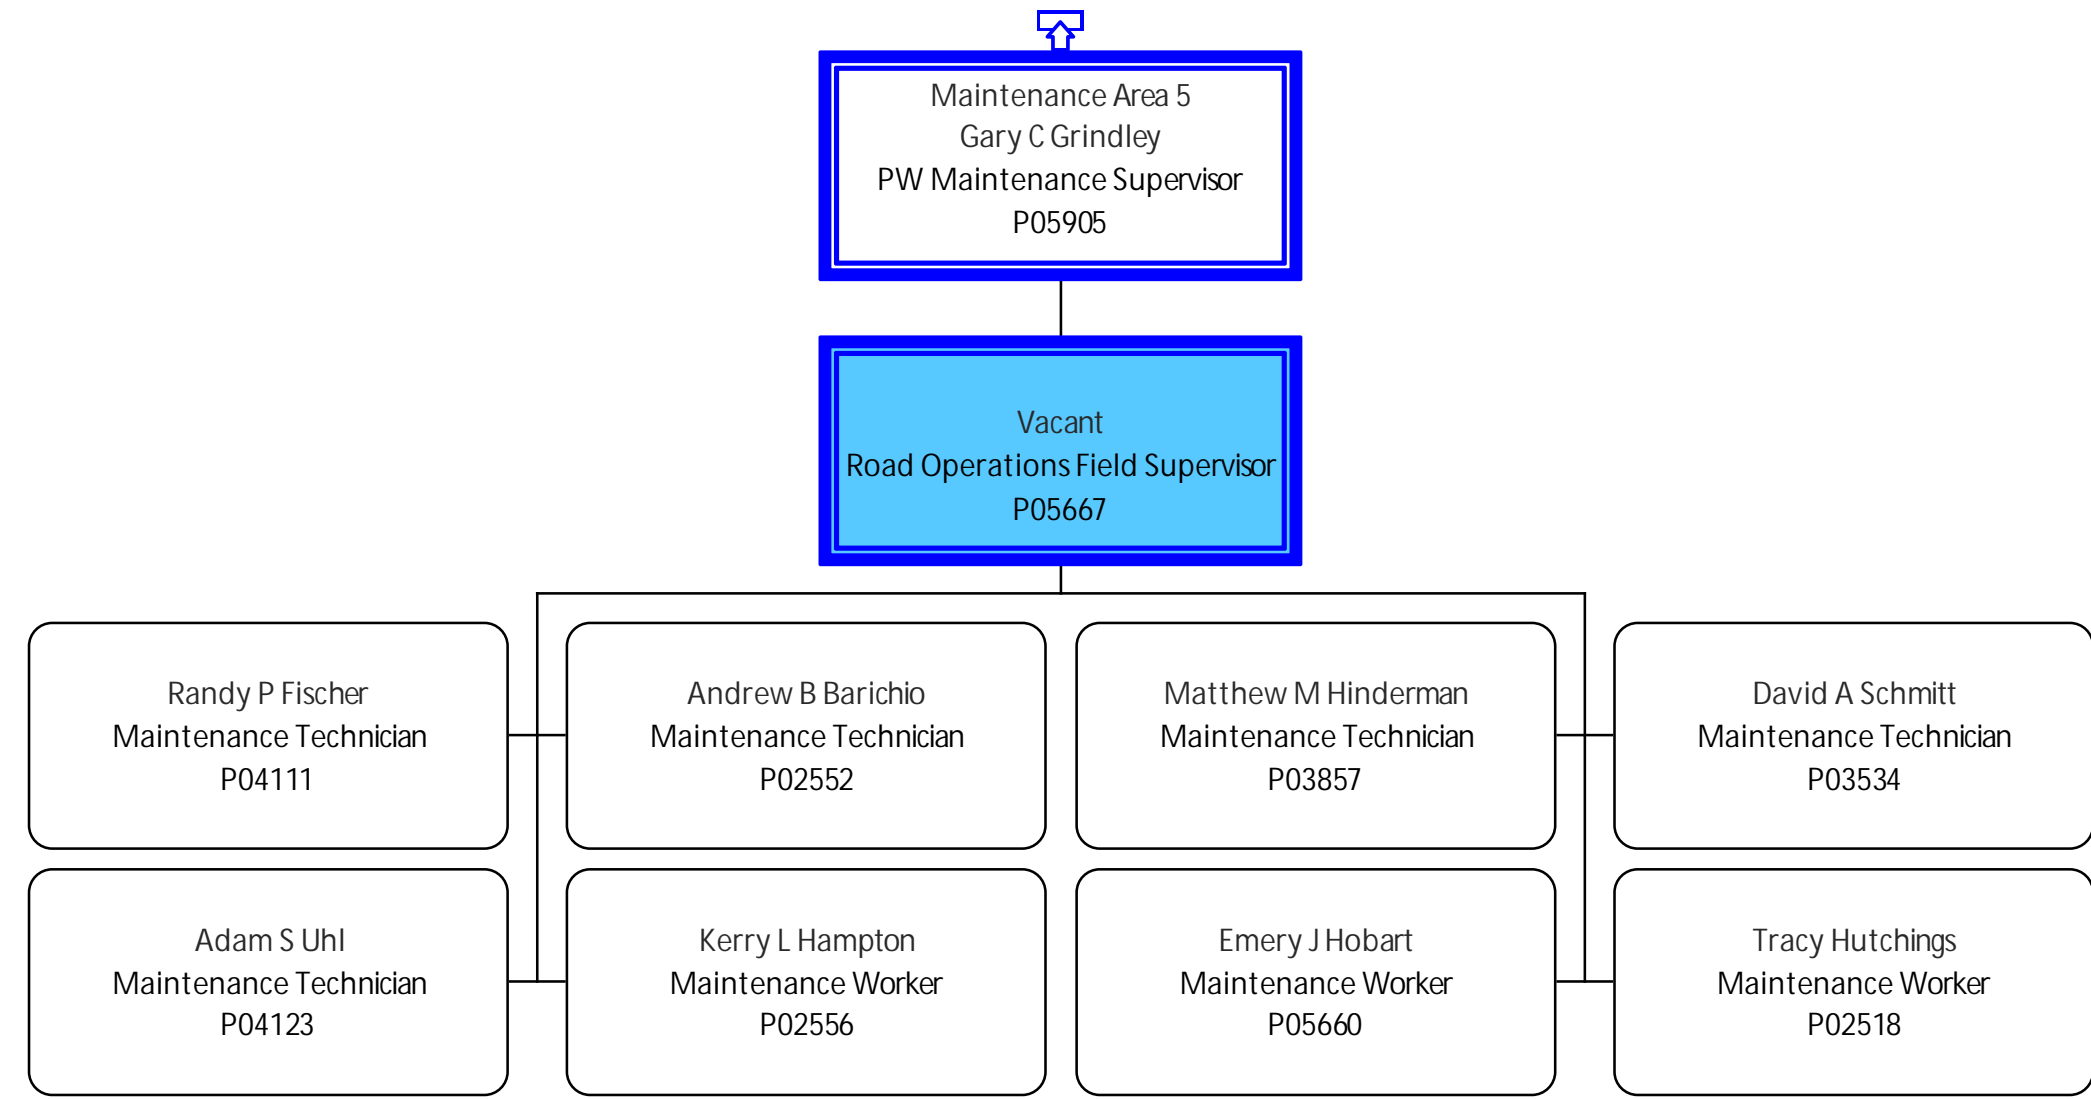 Maintenance Area 5
Gary C Grindley
PW Maintenance Supervisor
P05905
Vacant
Road Operations Field Supervisor
P05667
Randy P Fischer
Maintenance Technician
P04111
Andrew B Barichio
Maintenance Technician
P02552
Matthew M Hinderman
Maintenance Technician
P03857
David A Schmitt
Maintenance Technician
P03534
Adam S Uhl
Maintenance Technician
P04123
Kerry L Hampton
Maintenance Worker
P02556
Emery J Hobart
Maintenance Worker
P05660
Tracy Hutchings
Maintenance Worker
P02518